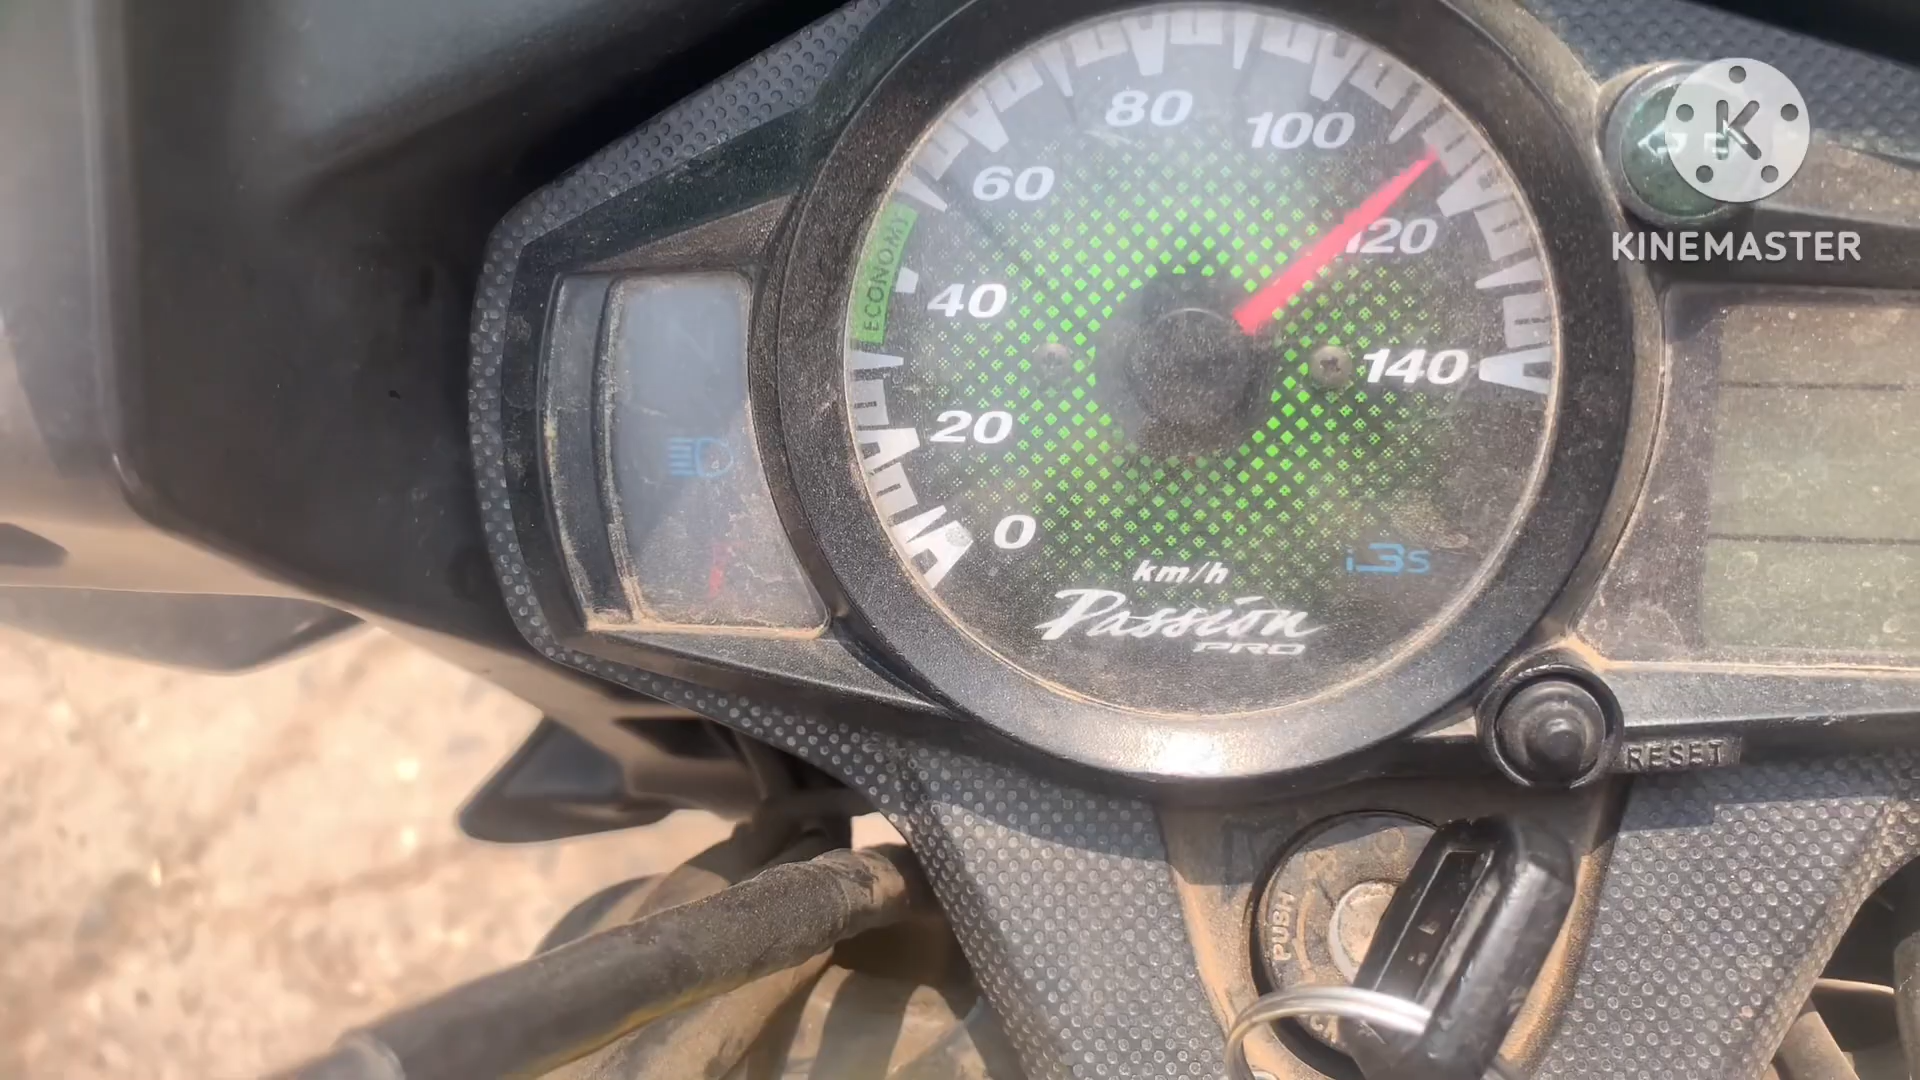 80
100
60
120
ECONOMY
40
140
20
0
km/h
i3s
Passion
PRO
RESET
PUSH
K
KINEMASTER